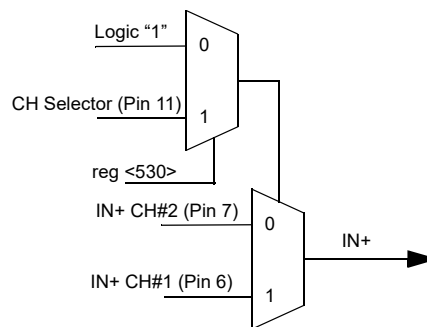 Logic “1”
0
CH Selector (Pin 11)
1
reg <530>
IN+ CH#2 (Pin 7)
0
IN+
IN+ CH#1 (Pin 6)
1